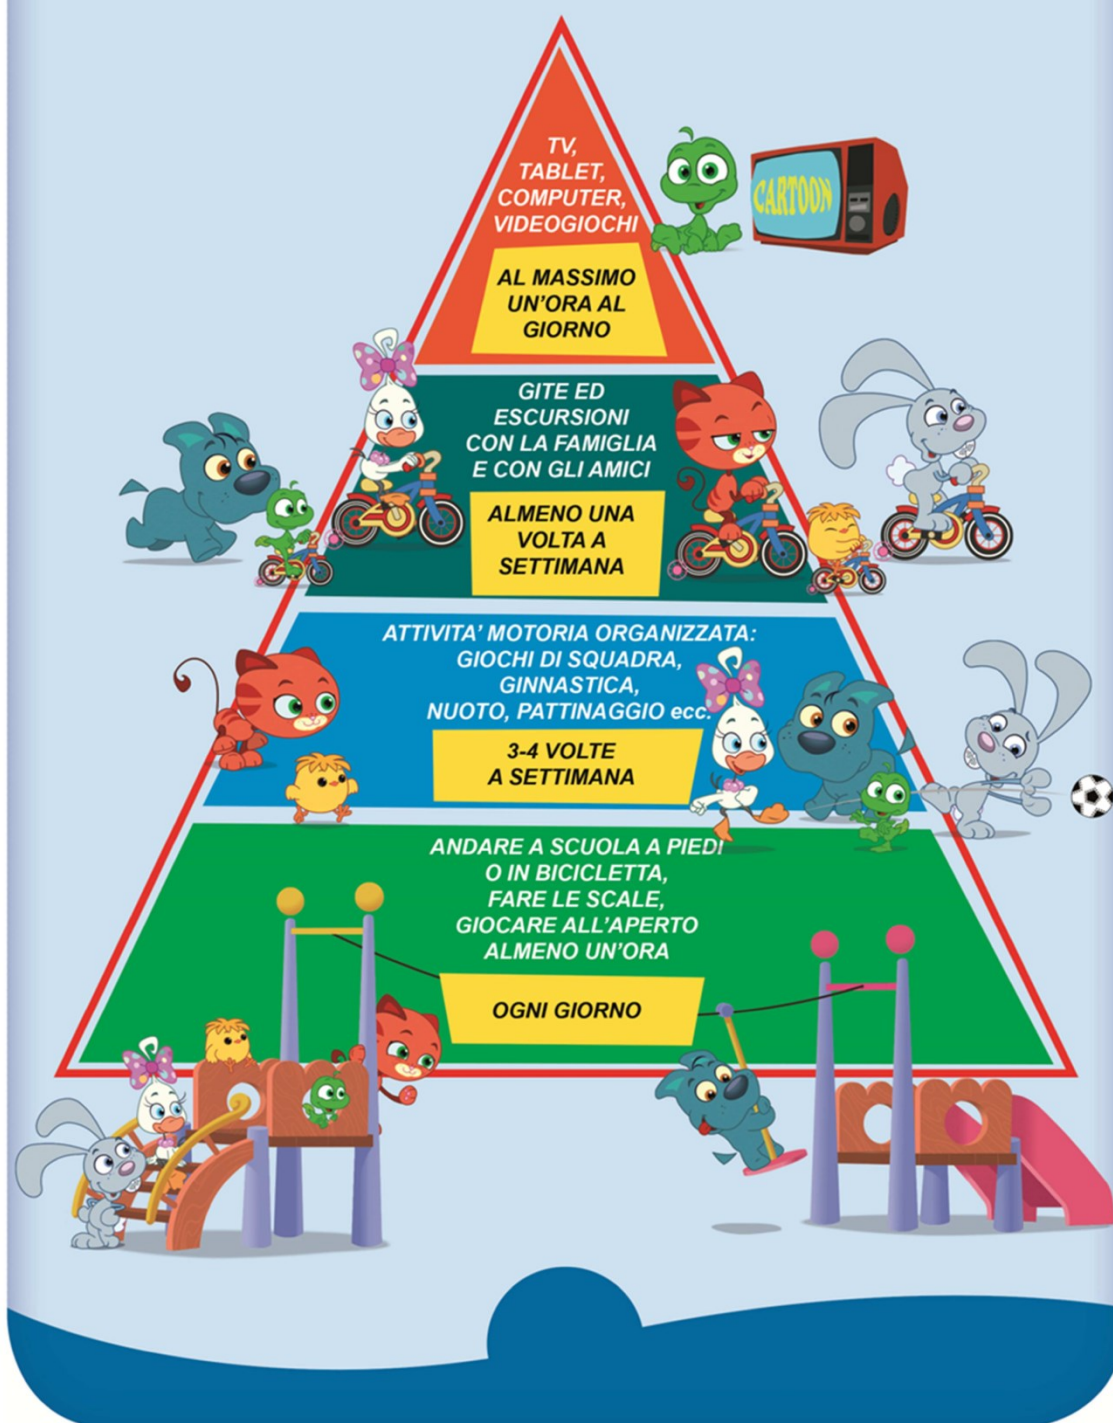 TV,
TABLET,
COMPUTER,
VIDEOGIOCHI
CARTOON
AL MASSIMO
UN'ORA AL
GIORNO
GITE ED
ESCURSIONI
CON LA FAMIGLIA
E CON GLI AMICI
ALMENO UNA
VOLTA A
SETTIMANA
ATTIVITA' MOTORIA ORGANIZZATA:
GIOCHI DI SQUADRA,
GINNASTICA,
NUOTO, PATTINAGGIO ecc.
3-4 VOLTE
A SETTIMANA
ANDARE A SCUOLA A PIEDI
O IN BICICLETTA,
FARE LE SCALE,
GIOCARE ALL'APERTO
ALMENO UN'ORA
OGNI GIORNO